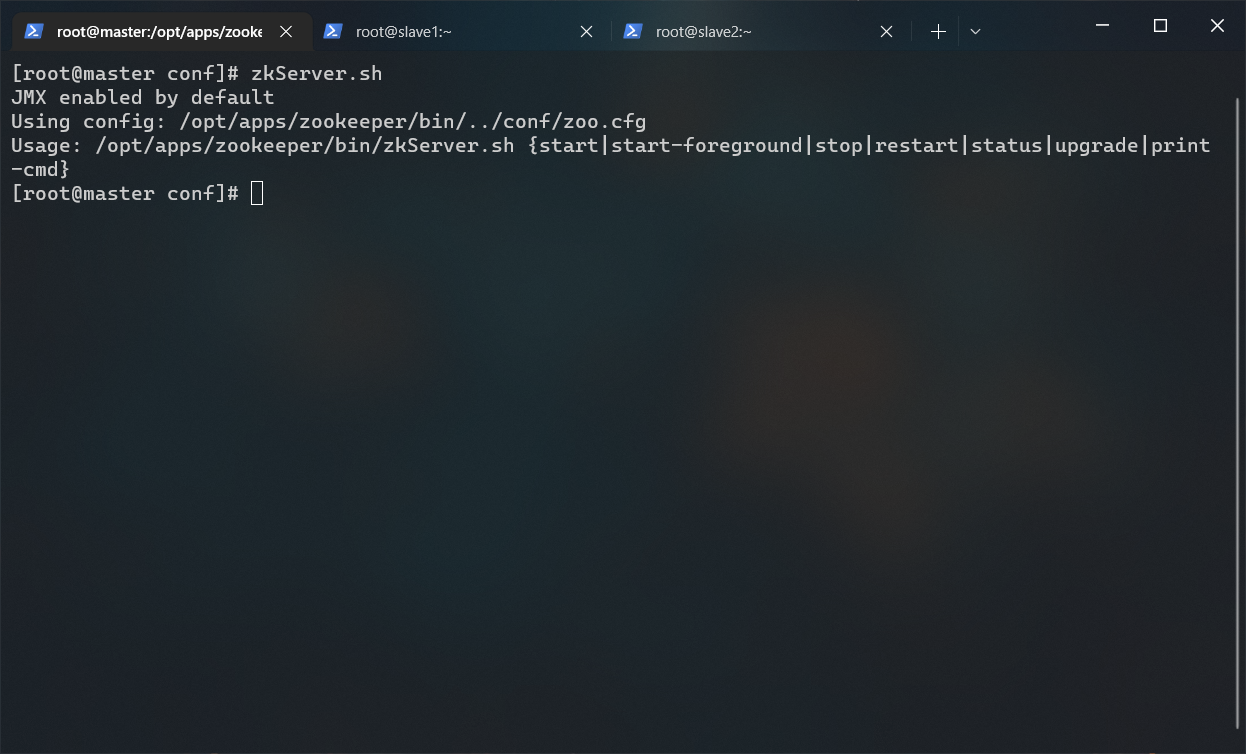 root@master:/opt/apps/zooke
root@slave1:~
root@slave2:~
[root@master conf]# zkServer.sh
JMX enabled by default
Using config: /opt/apps/zookeeper/bin/../conf/zoo.cfg
Usage: /opt/apps/zookeeper/bin/zkServer.sh {start|start-foreground|stop|restart|status|upgrade|print
-cmd}
[root@master conf]#